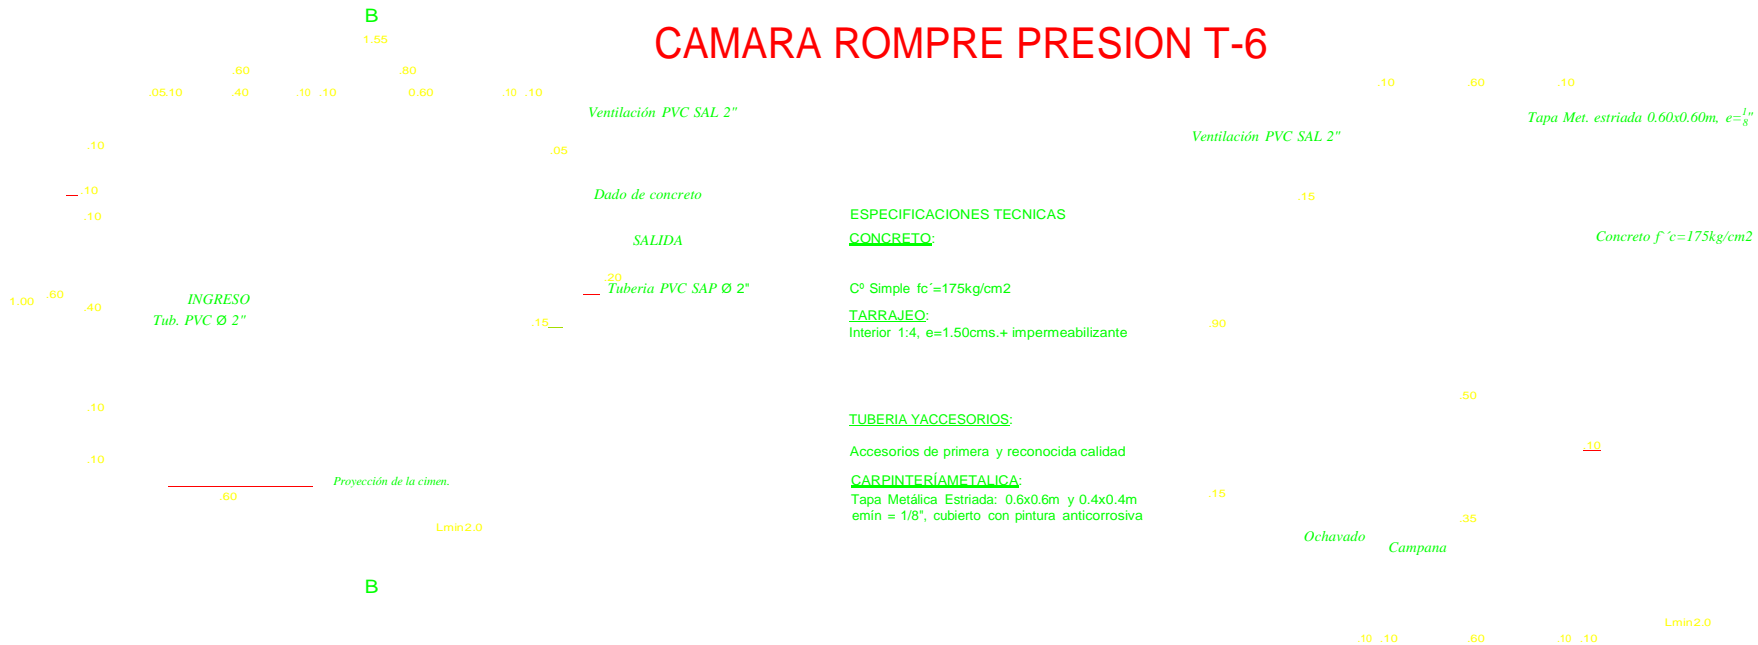 B
1.55
CAMARA ROMPRE PRESION T-6
.60 .80
.05 .10 .40 .10 .10 0.60 .10 .10
.10 .60 .10
Ventilación PVC SAL 2"
Tapa Met. estriada 0.60x0.60m, e=1/8"
Ventilación PVC SAL 2"
.10
.05
.10
Dado de concreto
.15
.10
ESPECIFICACIONES TECNICAS
SALIDA
CONCRETO:
Concreto f´c=175kg/cm2
.20
Tuberia PVC SAP Ø 2"
Cº Simple fc´=175kg/cm2
1.00 .60
INGRESO
.40
Tub. PVC Ø 2"
.15
TARRAJEO:
Interior 1:4, e=1.50cms.+ impermeabilizante
.90
.50
.10
TUBERIA YACCESORIOS:
.10
Accesorios de primera y reconocida calidad
.10
Proyección de la cimen.
CARPINTERÍAMETALICA:
.60
Tapa Metálica Estriada: 0.6x0.6m y 0.4x0.4m
emín = 1/8", cubierto con pintura anticorrosiva
.15
.35
Lmin2.0
Ochavado
Campana
B
Lmin2.0
.10 .10 .60 .10 .10